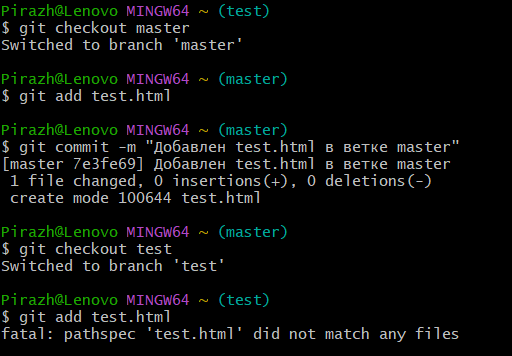 Pirazh@Lenovo MINGW64 ~ (test)
$ git checkout master
Switched to branch 'master'
Pirazh@Lenovo MINGW64 ~ (master)
$ git add test.html
Pirazh@Lenovo MINGW64 ~ (master)
$ git commit -m "Добавлен test.html в ветке master"
[master 7e3fe69] Добавлен test.html в ветке master
 1 file changed, 0 insertions(+), 0 deletions(-)
 create mode 100644 test.html
Pirazh@Lenovo MINGW64 ~ (master)
$ git checkout test
Switched to branch 'test'
Pirazh@Lenovo MINGW64 ~ (test)
$ git add test.html
fatal: pathspec 'test.html' did not match any files